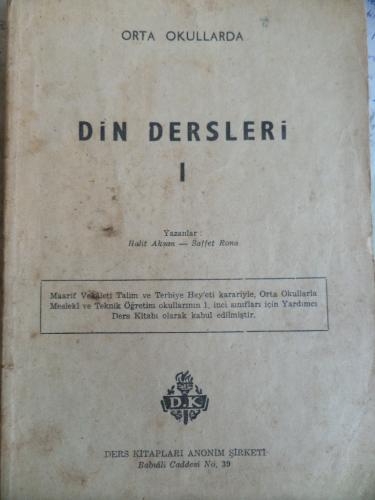 ORTA OKULLARDA
DİN DERSLERİ
I
Yazanlar :
Halit Aksan — Saffet Rona
Maarif Vekâleti Talim ve Terbiye Hey'eti karariyle, Orta Okullarla
Meslekî ve Teknik Öğretim okullarının 1. inci sınıfları için Yardımcı
Ders Kitabı olarak kabul edilmiştir.
D.K
DERS KİTAPLARI ANONİM ŞİRKETİ
Babıâli Caddesi No. 39